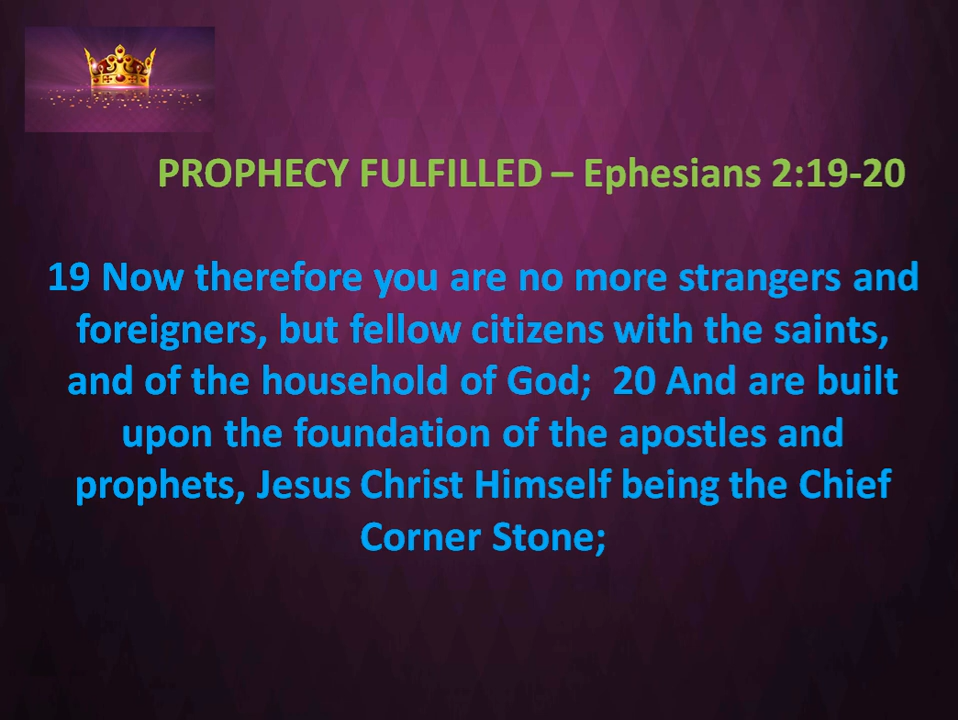 PROPHECY FULFILLED – Ephesians 2:19-20
19 Now therefore you are no more strangers and
foreigners, but fellow citizens with the saints,
and of the household of God;  20 And are built
upon the foundation of the apostles and
prophets, Jesus Christ Himself being the Chief
Corner Stone;